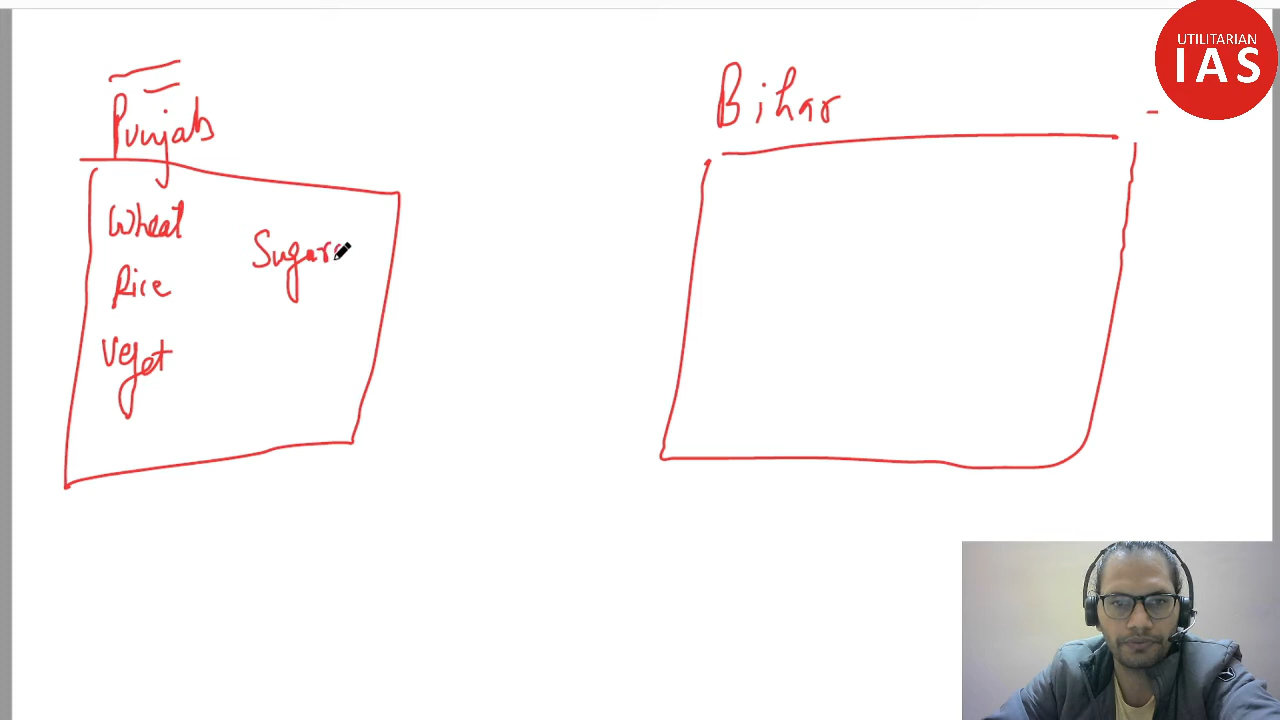 UTILITARIAN
IAS
Punjab
Bihar
Wheat
Sugar
Rice
Veget